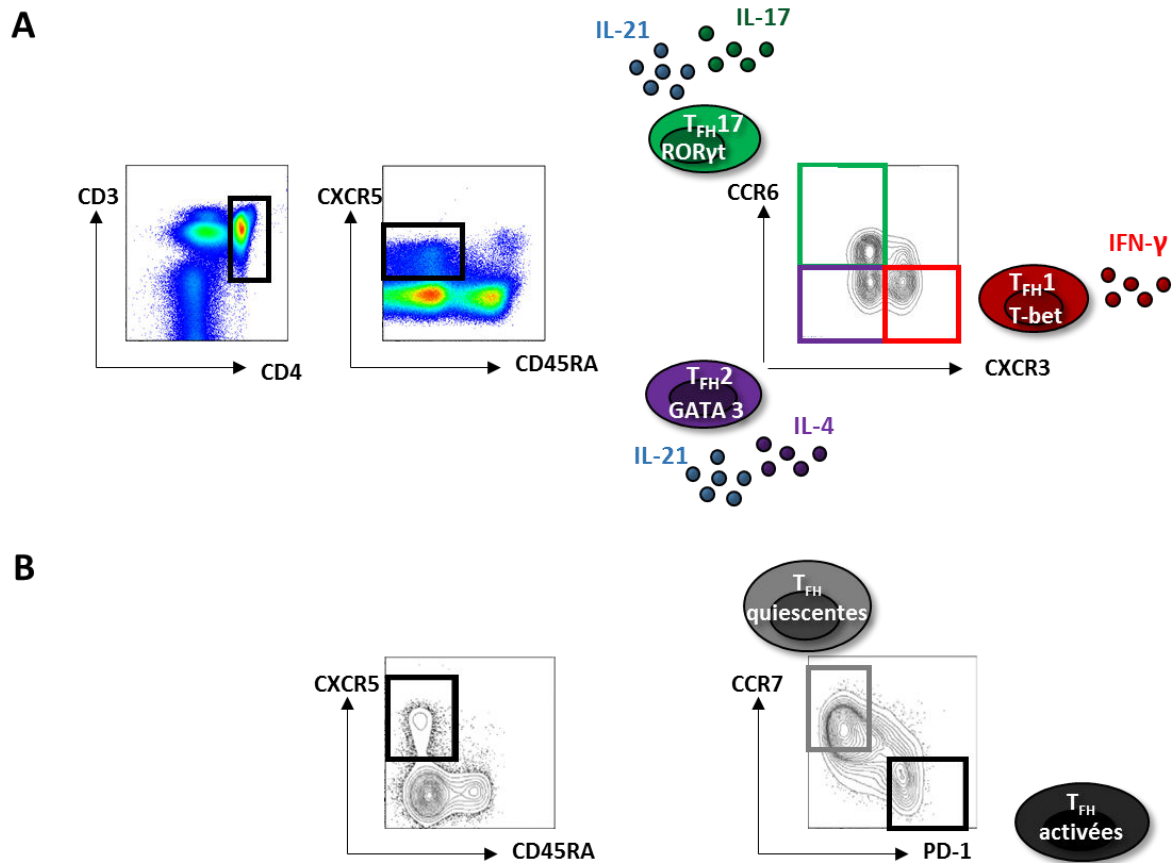 A
IL-21
IL-17
TFH17
RORγt
CD3
CD4
CXCR5
CD45RA
CCR6
CXCR3
TFH1
T-bet
IFN-γ
TFH2
GATA 3
IL-21
IL-4
B
CXCR5
CD45RA
TFH
quiescentes
CCR7
PD-1
TFH
activées